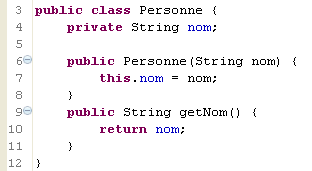 3 public class Personne {
4     private String nom;
5
6     public Personne(String nom) {
7         this.nom = nom;
8     }
9     public String getNom() {
10         return nom;
11     }
12 }